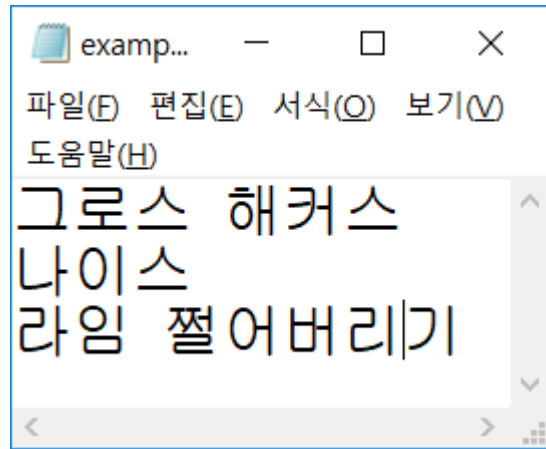 examp...
파일(F) 편집(E) 서식(O) 보기(V)
도움말(H)
그로스 해커스
나이스
라임 쩔어버리기